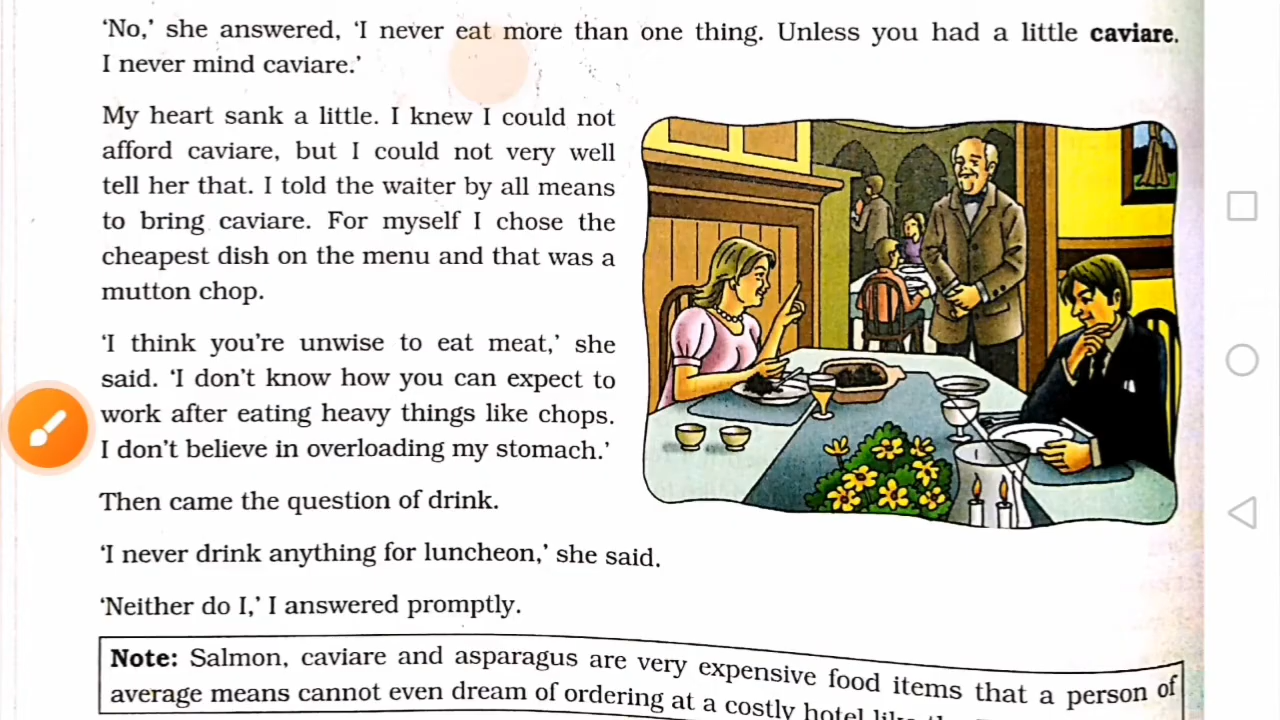 ‘No,’ she answered, ‘I never eat more than one thing. Unless you had a little caviare.
I never mind caviare.’
My heart sank a little. I knew I could not
afford caviare, but I could not very well
tell her that. I told the waiter by all means
to bring caviare. For myself I chose the
cheapest dish on the menu and that was a
mutton chop.
‘I think you’re unwise to eat meat,’ she
said. ‘I don’t know how you can expect to
work after eating heavy things like chops.
I don’t believe in overloading my stomach.’
Then came the question of drink.
‘I never drink anything for luncheon,’ she said.
‘Neither do I,’ I answered promptly.
Note: Salmon, caviare and asparagus are very expensive food items that a person of
average means cannot even dream of ordering at a costly hotel